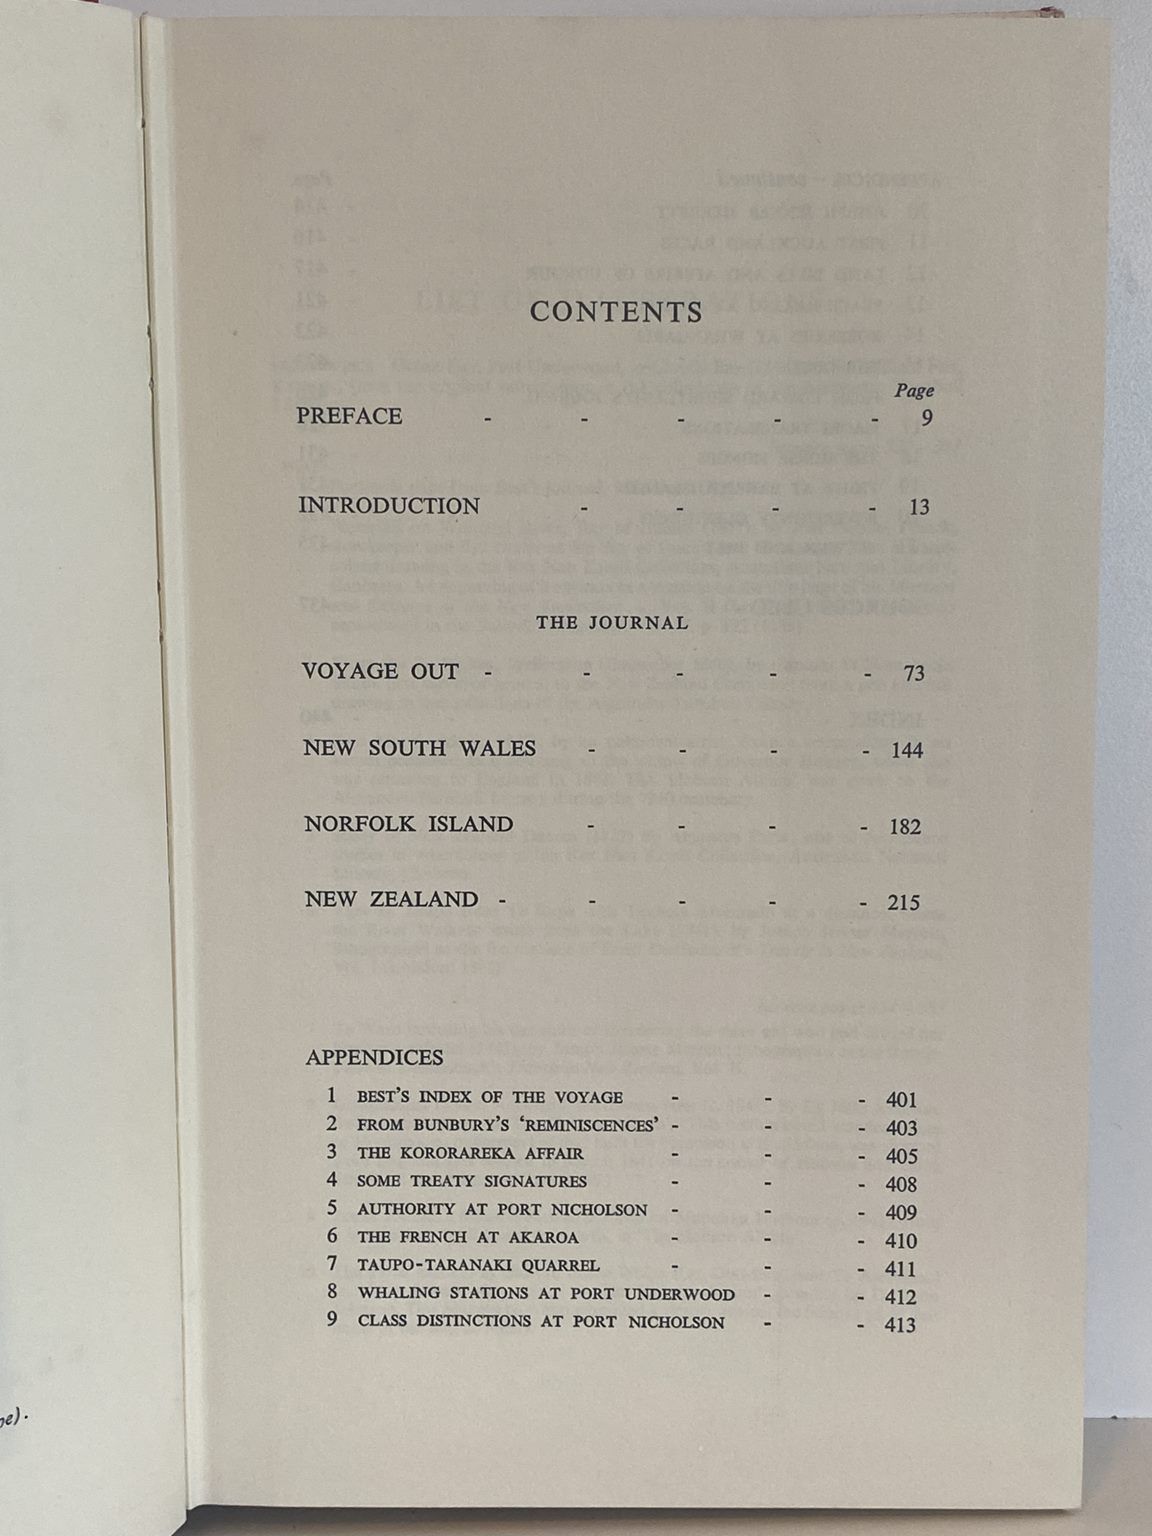 CONTENTS
Page
PREFACE - - - - - 9
INTRODUCTION - - - - 13
THE JOURNAL
VOYAGE OUT - - - - - 73
NEW SOUTH WALES - - - - 144
NORFOLK ISLAND - - - - 182
NEW ZEALAND - - - - - 215
APPENDICES
1 BEST'S INDEX OF THE VOYAGE - - - 401
2 FROM BUNBURY'S 'REMINISCENCES' - - - 403
3 THE KORORAREKA AFFAIR - - - 405
4 SOME TREATY SIGNATURES - - - 408
5 AUTHORITY AT PORT NICHOLSON - - - 409
6 THE FRENCH AT AKAROA - - - 410
7 TAUPO-TARANAKI QUARREL - - - 411
8 WHALING STATIONS AT PORT UNDERWOOD - - 412
9 CLASS DISTINCTIONS AT PORT NICHOLSON - - 413